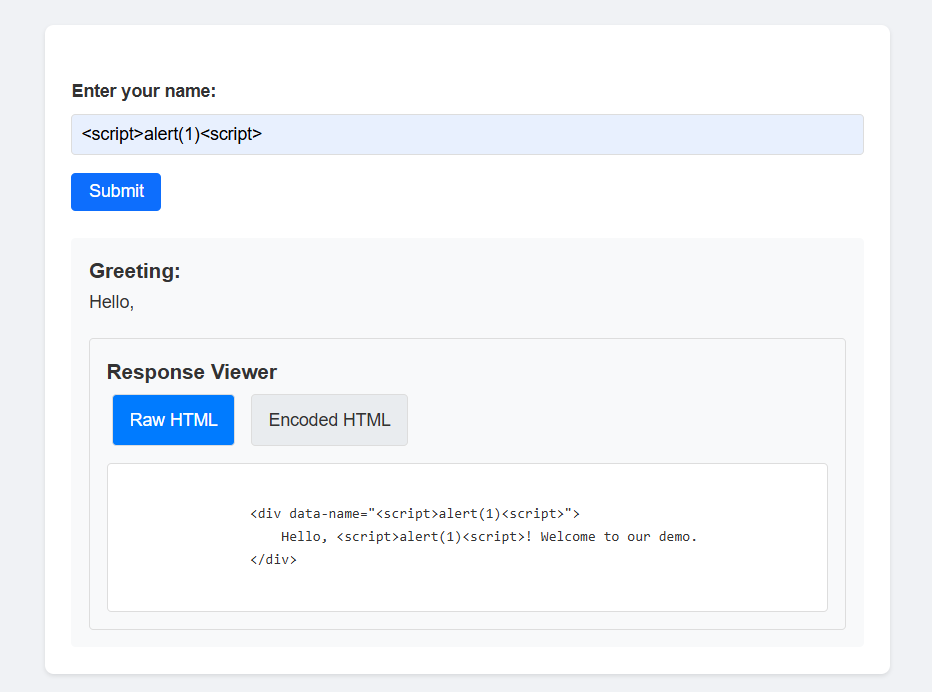 Enter your name:
<script>alert(1)<script>
Submit
Greeting:
Hello,
Response Viewer
Raw HTML
Encoded HTML
<div data-name="<script>alert(1)<script>">
Hello, <script>alert(1)<script>! Welcome to our demo.
</div>